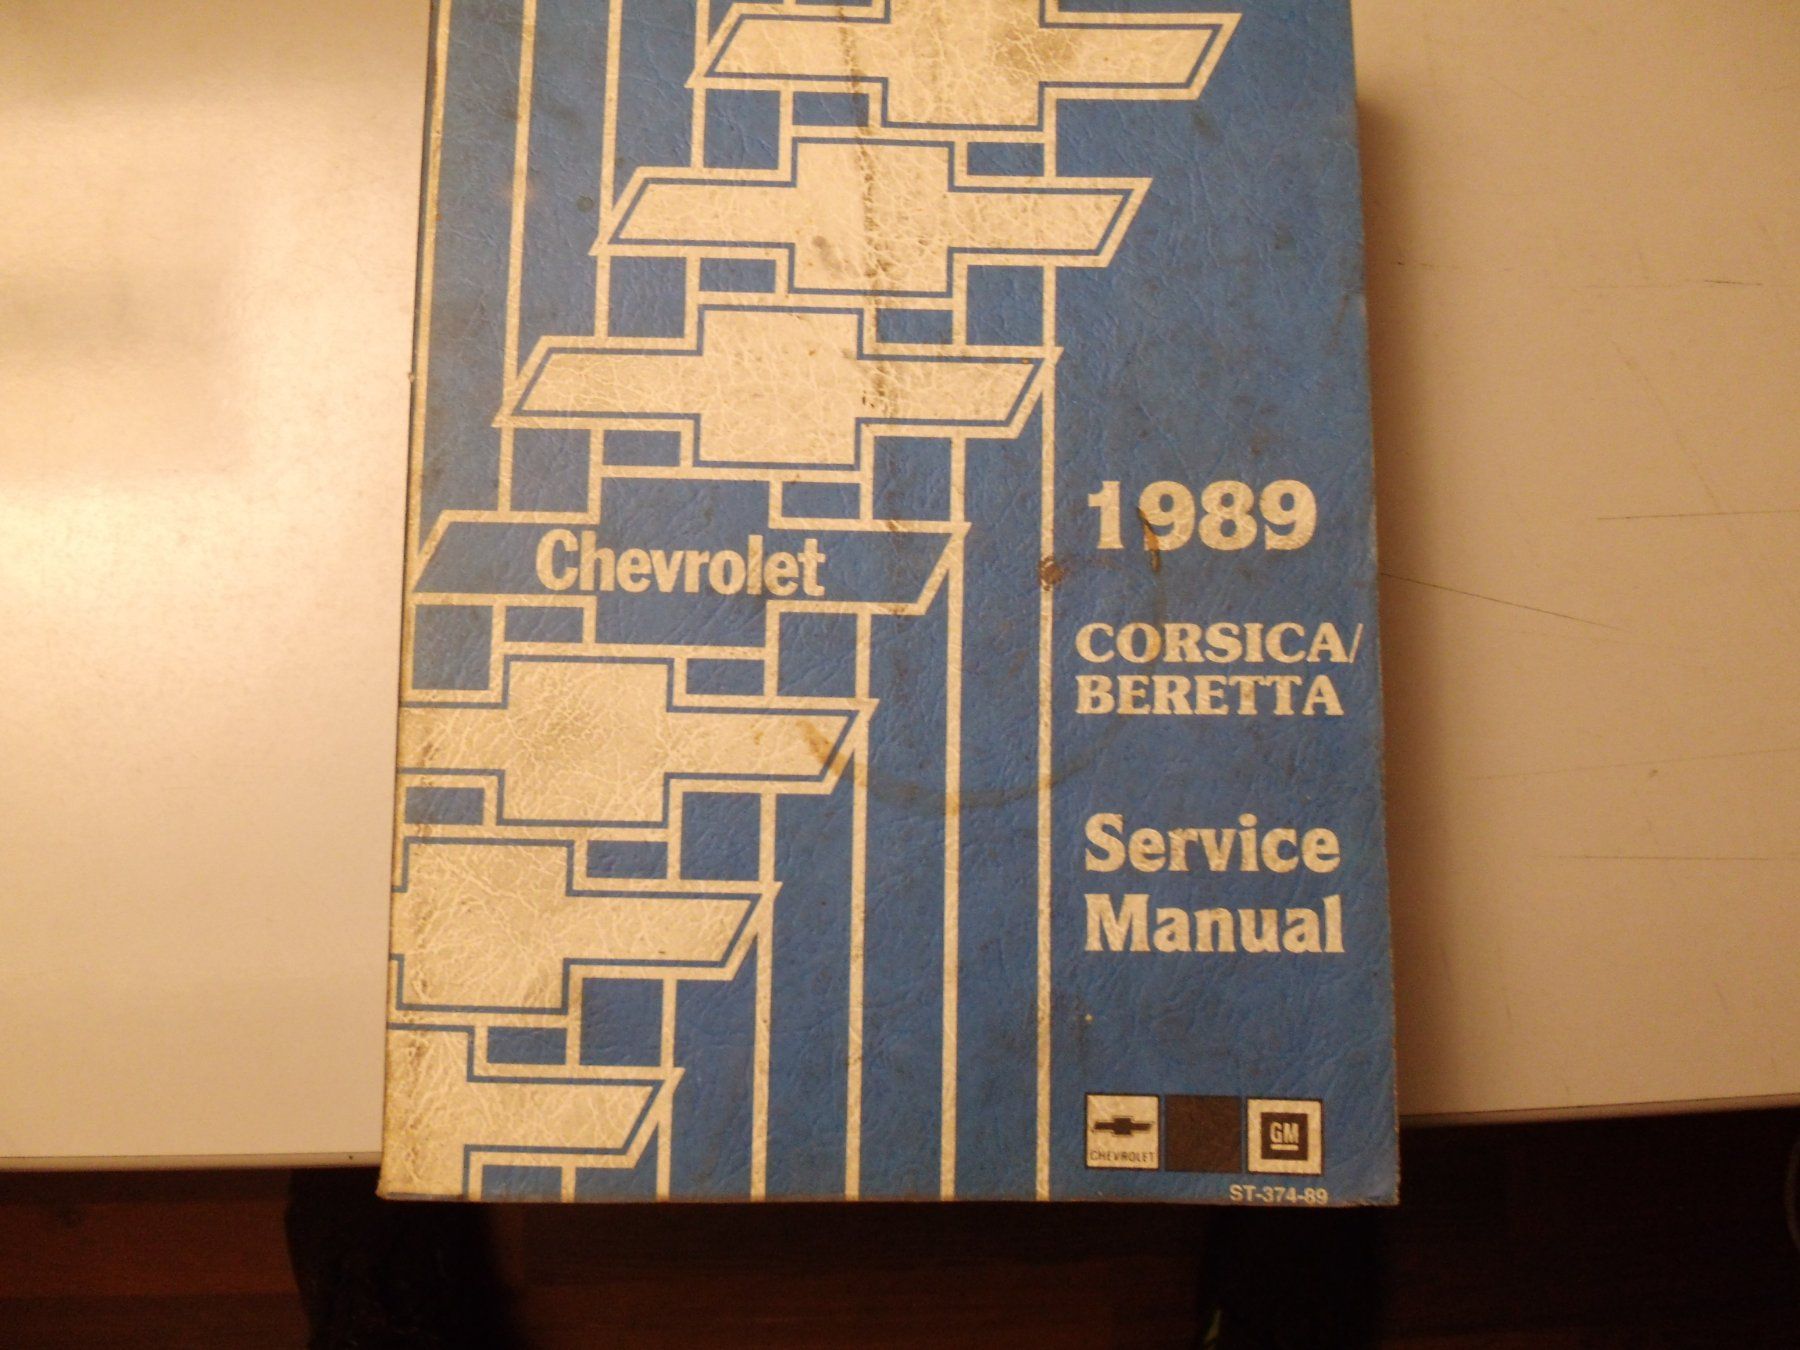 Chevrolet
1989
CORSICA/
BERETTA
Service
Manual
CHEVROLET
GM
ST-374-89